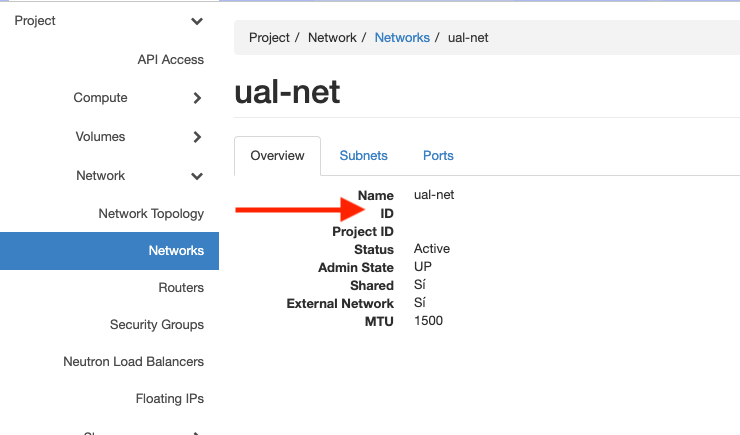 Project
API Access
Compute
Volumes
Network
Network Topology
Networks
Routers
Security Groups
Neutron Load Balancers
Floating IPs
Project / Network / Networks / ual-net
ual-net
Overview Subnets Ports
Name ual-net
ID
Project ID
Status Active
Admin State UP
Shared Sí
External Network Sí
MTU 1500